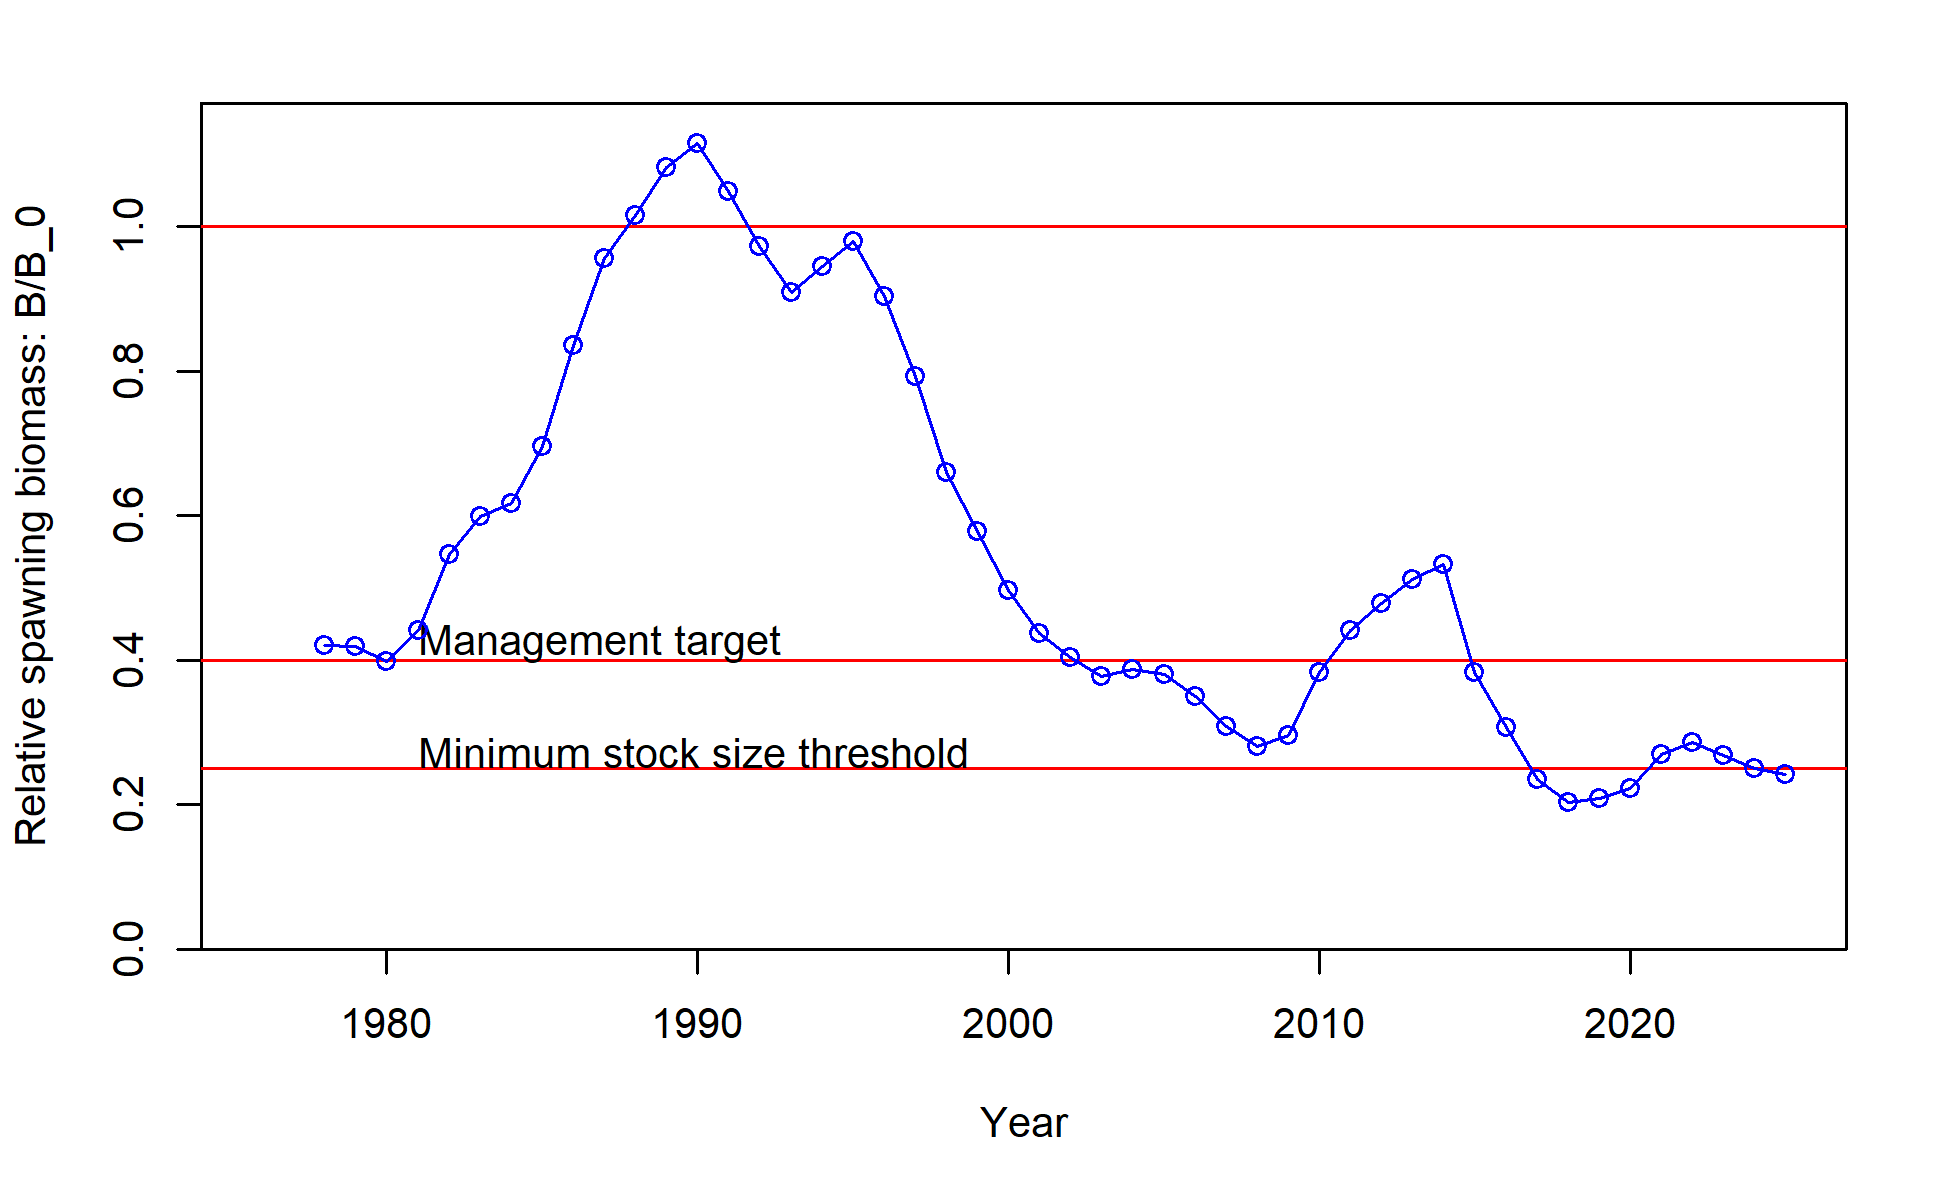 Relative spawning biomass: B/B_0
1.0
0.8
0.6
0.4
0.2
0.0
Management target
Minimum stock size threshold
1980 1990 2000 2010 2020
Year